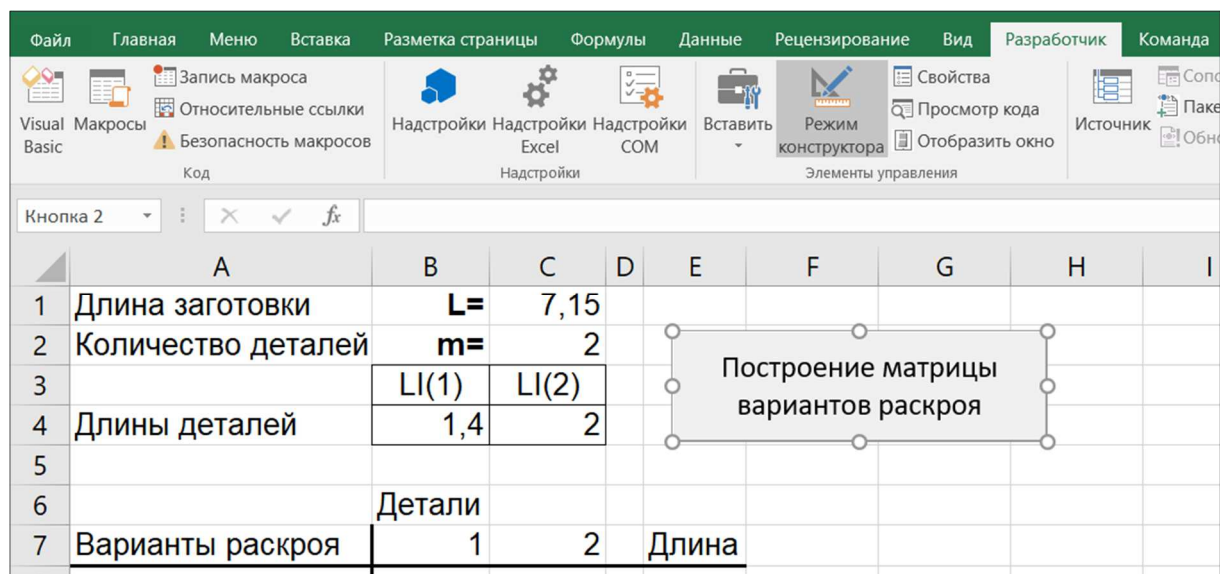 Файл Главная Меню Вставка Разметка страницы Формулы Данные Рецензирование Вид Разработчик Команда
Visual Basic
Макросы
Запись макроса
Относительные ссылки
Безопасность макросов
Код
Надстройки
Надстройки Excel
Надстройки COM
Надстройки
Вставить
Режим конструктора
Свойства
Просмотр кода
Отобразить окно
Элементы управления
Источник
Кнопка 2 fx
A B C D E F G H I
1 Длина заготовки L= 7,15
2 Количество деталей m= 2
3 LI(1) LI(2)
4 Длины деталей 1,4 2
5
6 Детали
7 Варианты раскроя 1 2 Длина
Построение матрицы
вариантов раскроя